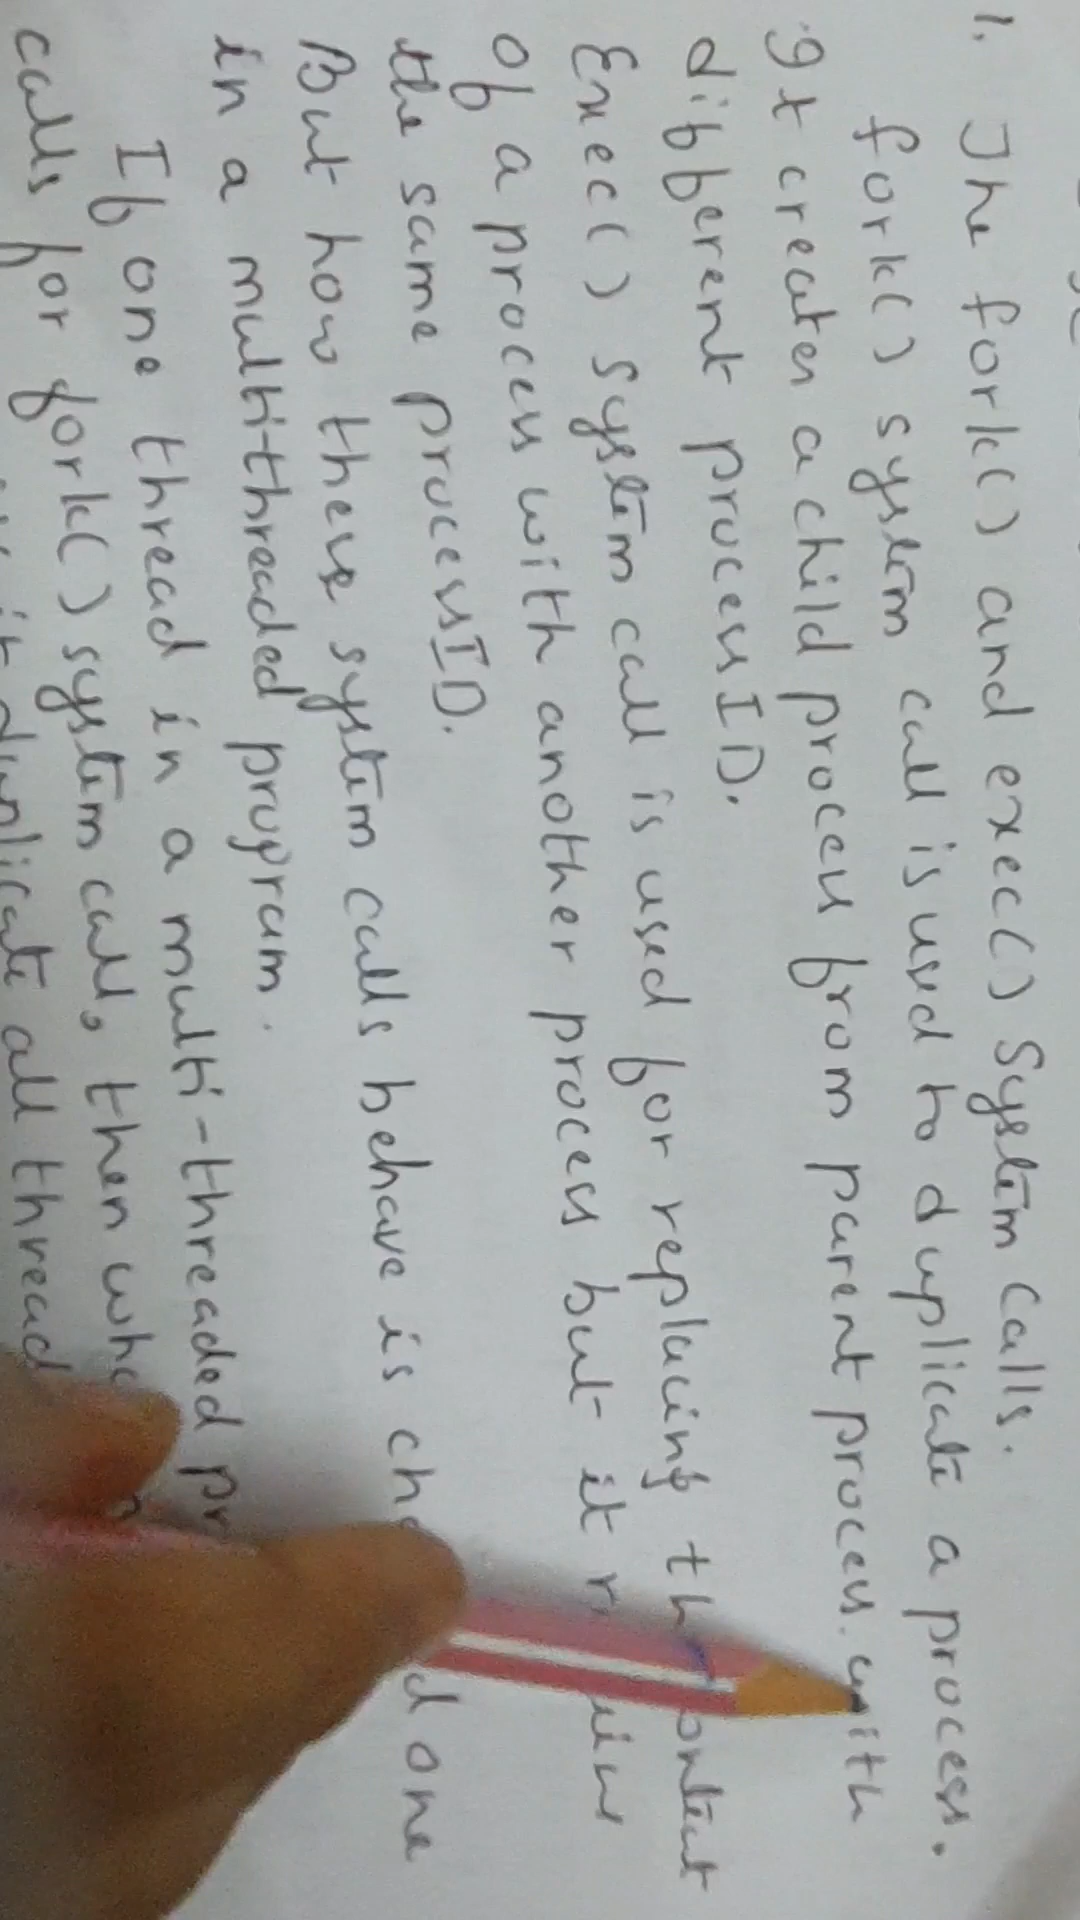 1. The fork() and exec() System calls.
fork() system call is used to duplicate a process.
It creates a child process from parent process. with
different process ID.
Exec() system call is used for replacing
of a process with another process but it
the same process ID.
But how these system calls behave is
in a multi-threaded program.
If one thread in a multi-threaded
calls for fork() system call, then
duplicate all thread